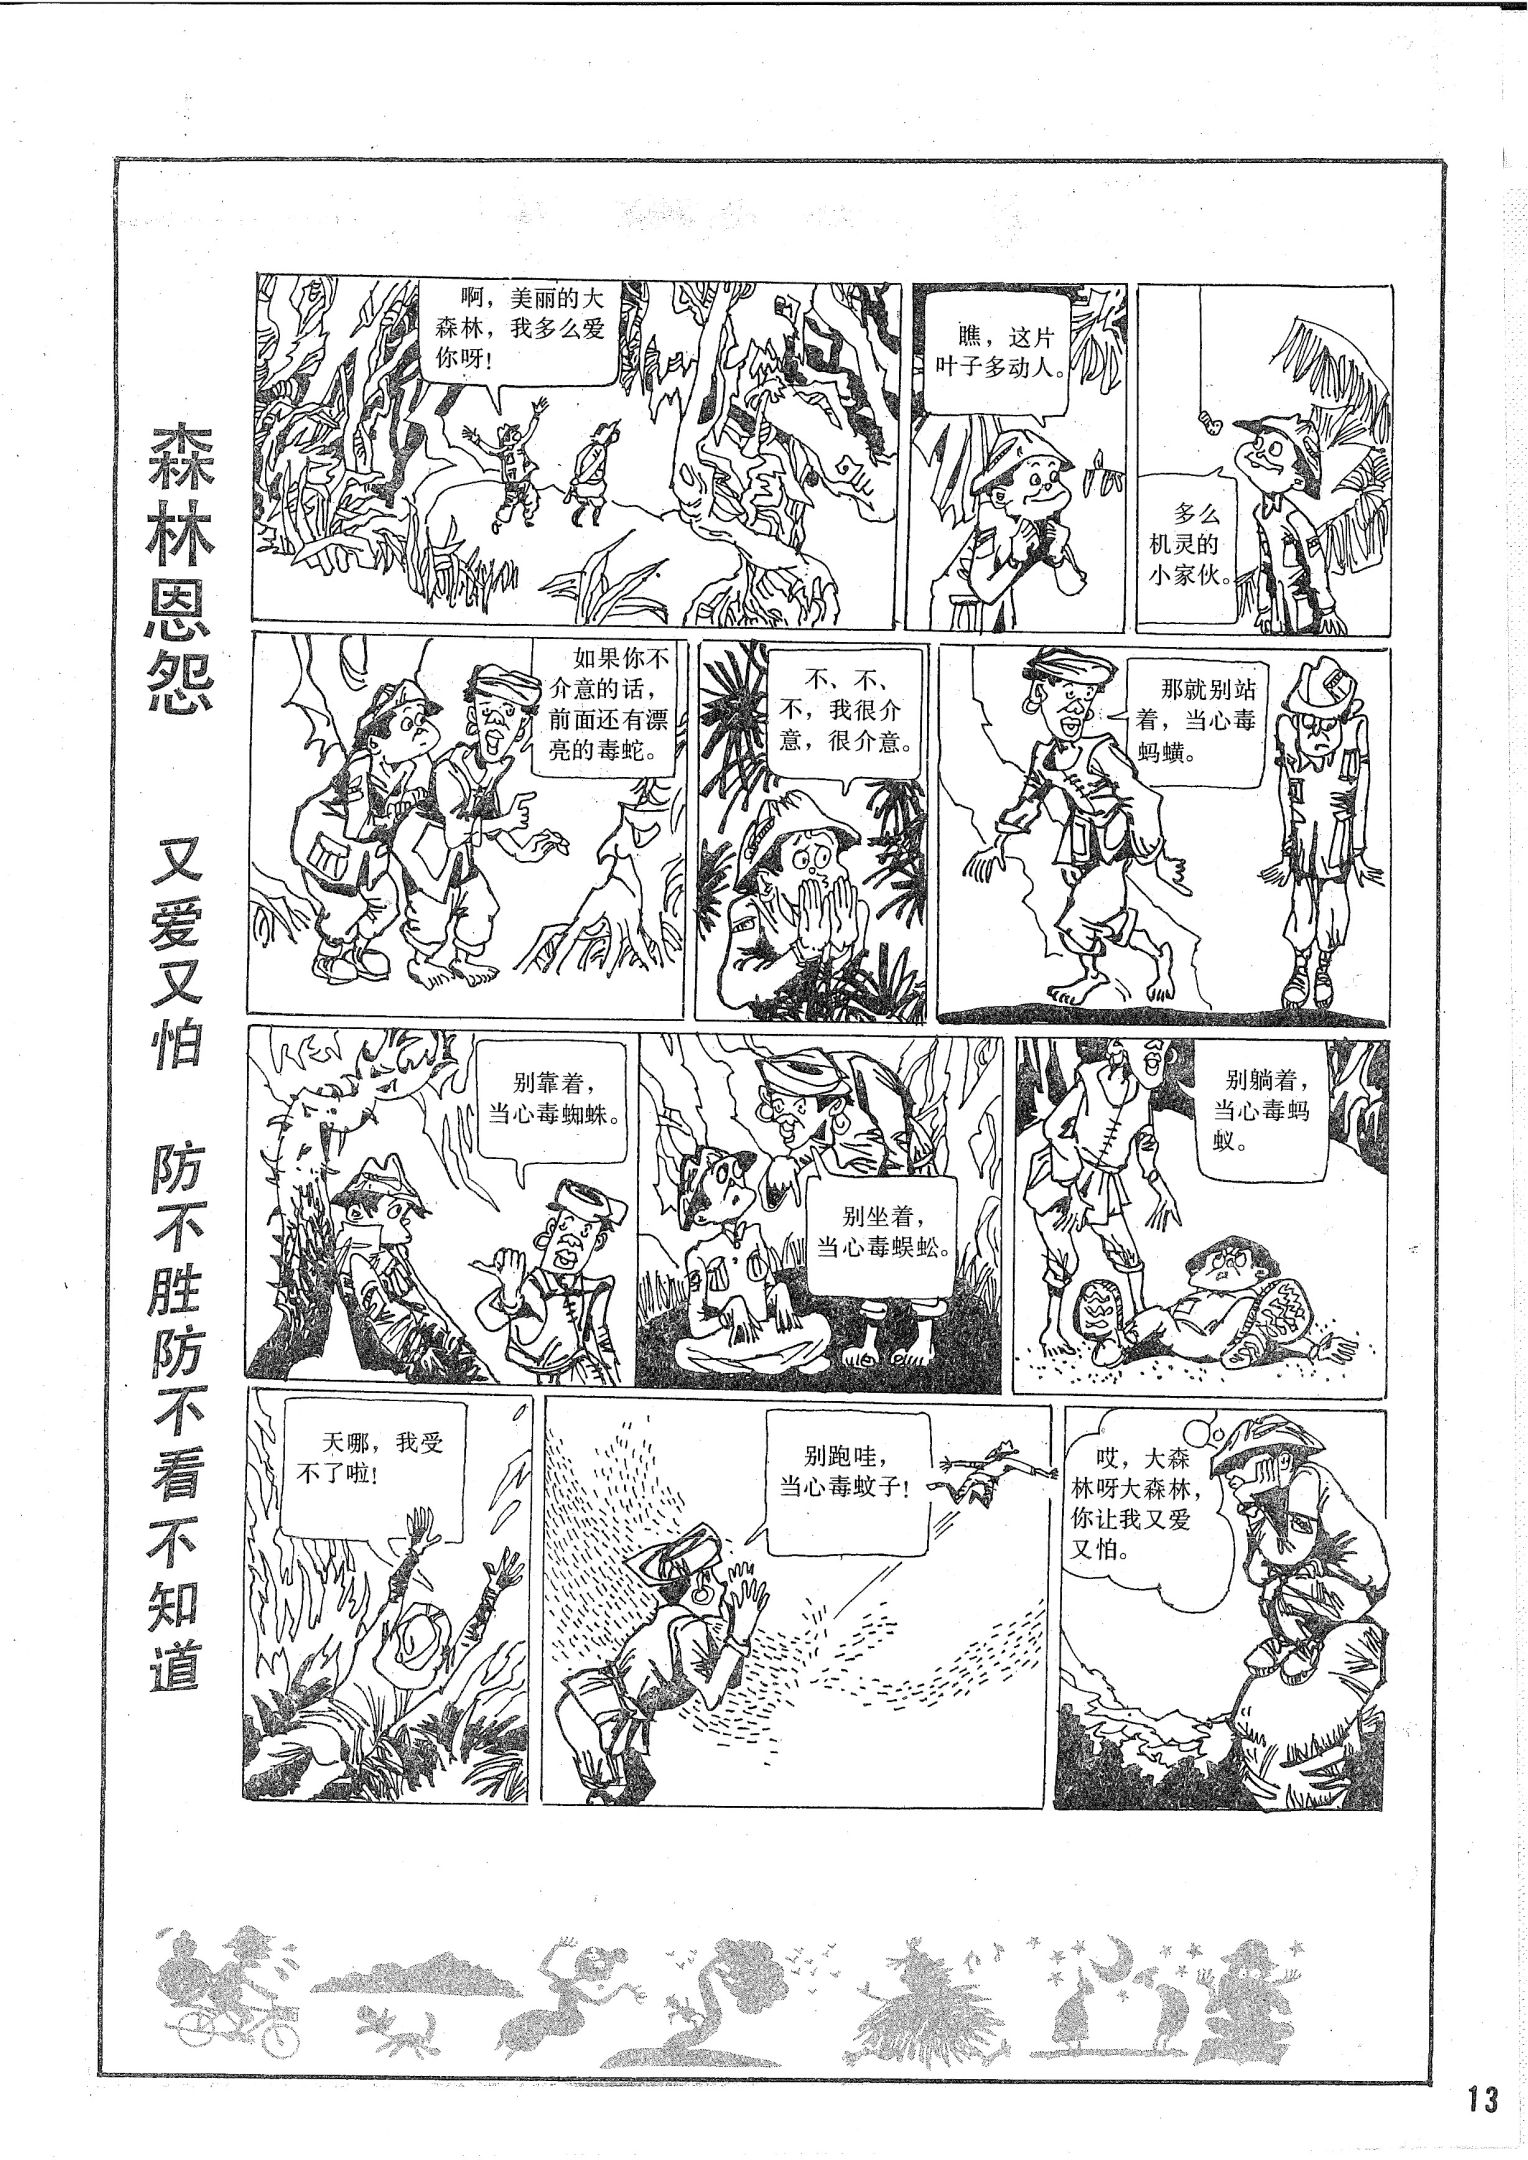 森林恩怨 又爱又怕 防不胜防不看不知道
啊，美丽的大
森林，我多么爱
你呀！
瞧，这片
叶子多动人。
多么
机灵的
小家伙。
如果你不
介意的话，
前面还有漂
亮的毒蛇。
不、不、
不，我很介
意，很介意。
那就别站
着，当心毒
蚂蟥。
别靠着，
当心毒蜘蛛。
别坐着，
当心毒蜈蚣。
别躺着，
当心毒蚂
蚁。
天哪，我受
不了啦！
别跑哇，
当心毒蚊子！
哎，大森
林呀大森林，
你让我又爱
又怕。
13